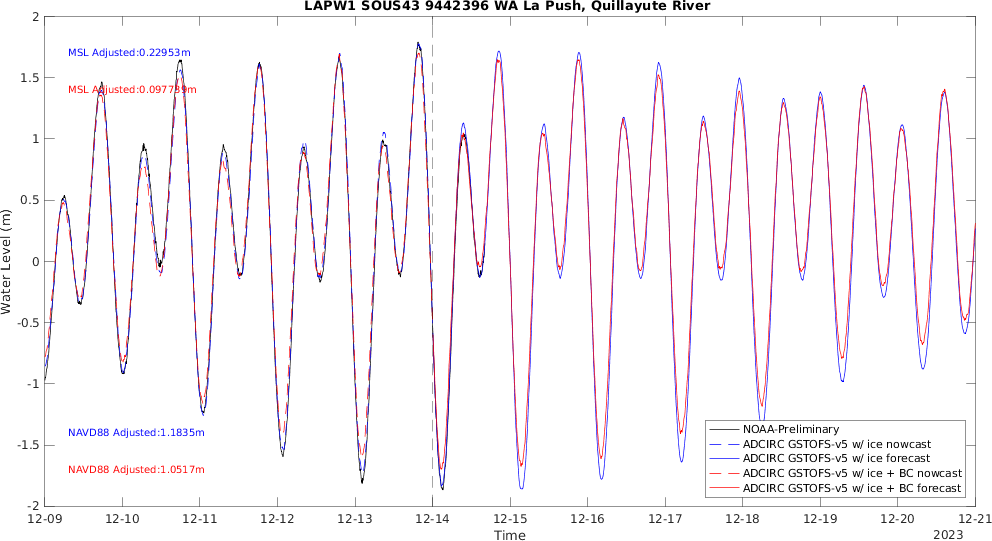 LAPW1 SOUS43 9442396 WA La Push, Quillayute River
2
1.5
1
0.5
0
-0.5
-1
-1.5
-2
Water Level (m)
MSL Adjusted:0.22953m
MSL Adjusted:0.097739m
NAVD88 Adjusted:1.1835m
NAVD88 Adjusted:1.0517m
NOAA-Preliminary
ADCIRC GSTOFS-v5 w/ ice nowcast
ADCIRC GSTOFS-v5 w/ ice forecast
ADCIRC GSTOFS-v5 w/ ice + BC nowcast
ADCIRC GSTOFS-v5 w/ ice + BC forecast
12-09 12-10 12-11 12-12 12-13 12-14 12-15 12-16 12-17 12-18 12-19 12-20 12-21
Time
2023